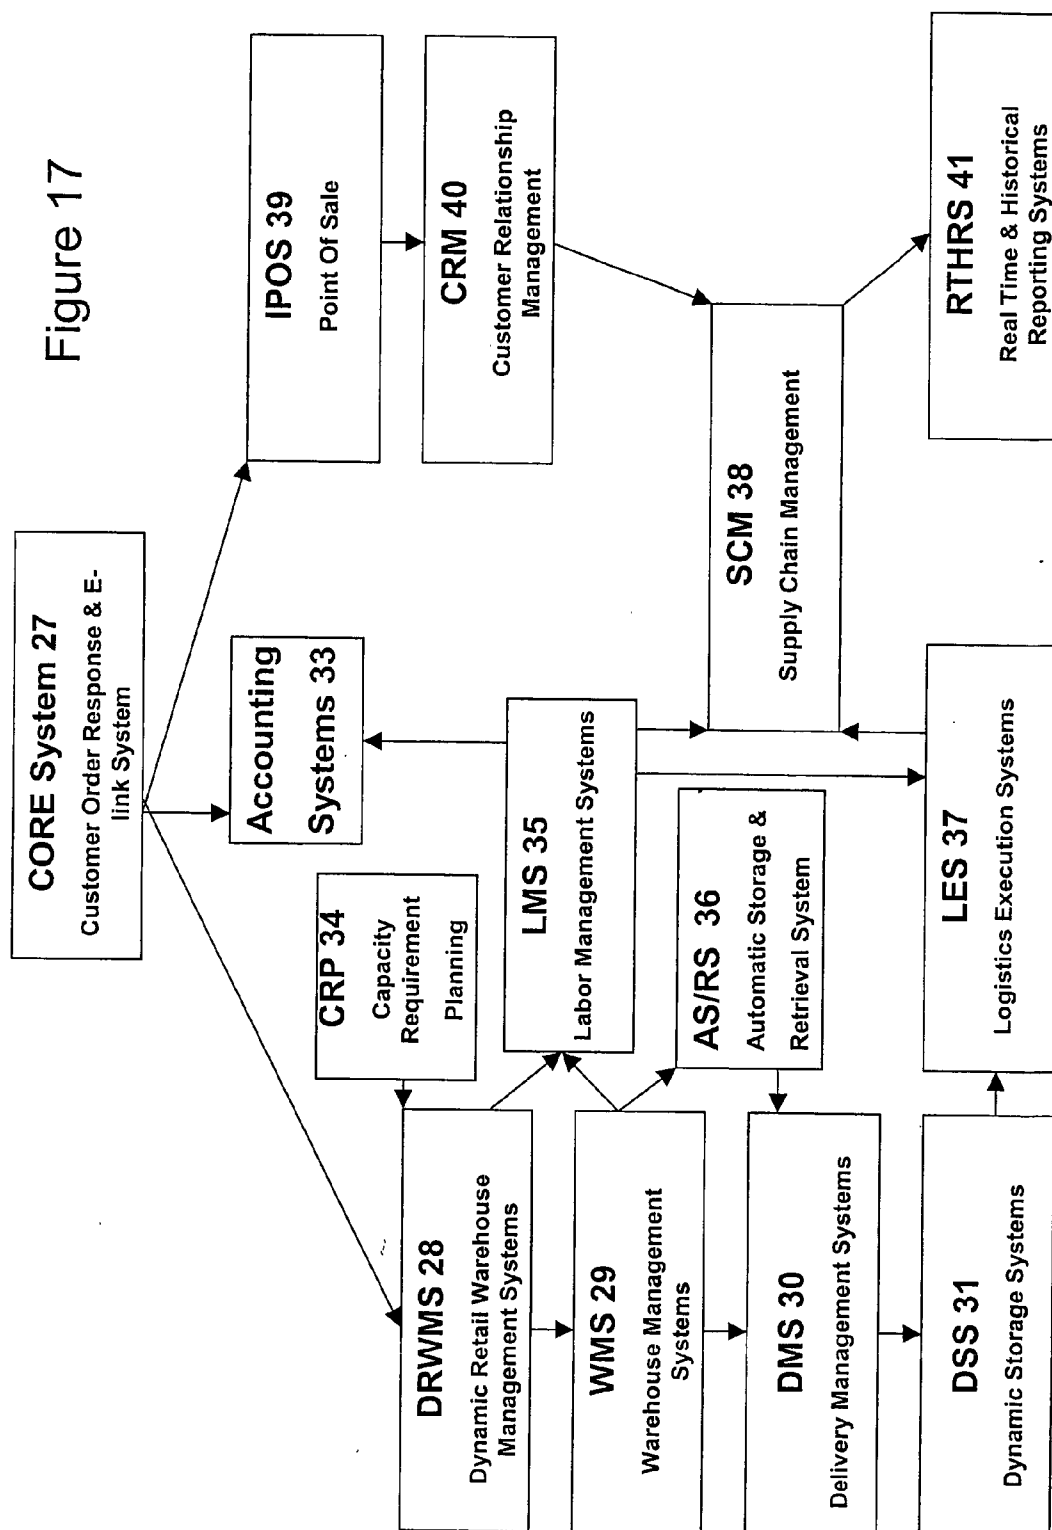 Figure 17
CORE System 27
Customer Order Response & E-
link System
IPOS 39
Point Of Sale
Accounting
Systems 33
CRP 34
Capacity
Requirement
Planning
CRM 40
Customer Relationship
Management
DRWMS 28
Dynamic Retail Warehouse
Management Systems
LMS 35
Labor Management Systems
WMS 29
Warehouse Management
Systems
AS/RS 36
Automatic Storage &
Retrieval System
SCM 38
Supply Chain Management
DMS 30
Delivery Management Systems
DSS 31
Dynamic Storage Systems
LES 37
Logistics Execution Systems
RTHRS 41
Real Time & Historical
Reporting Systems